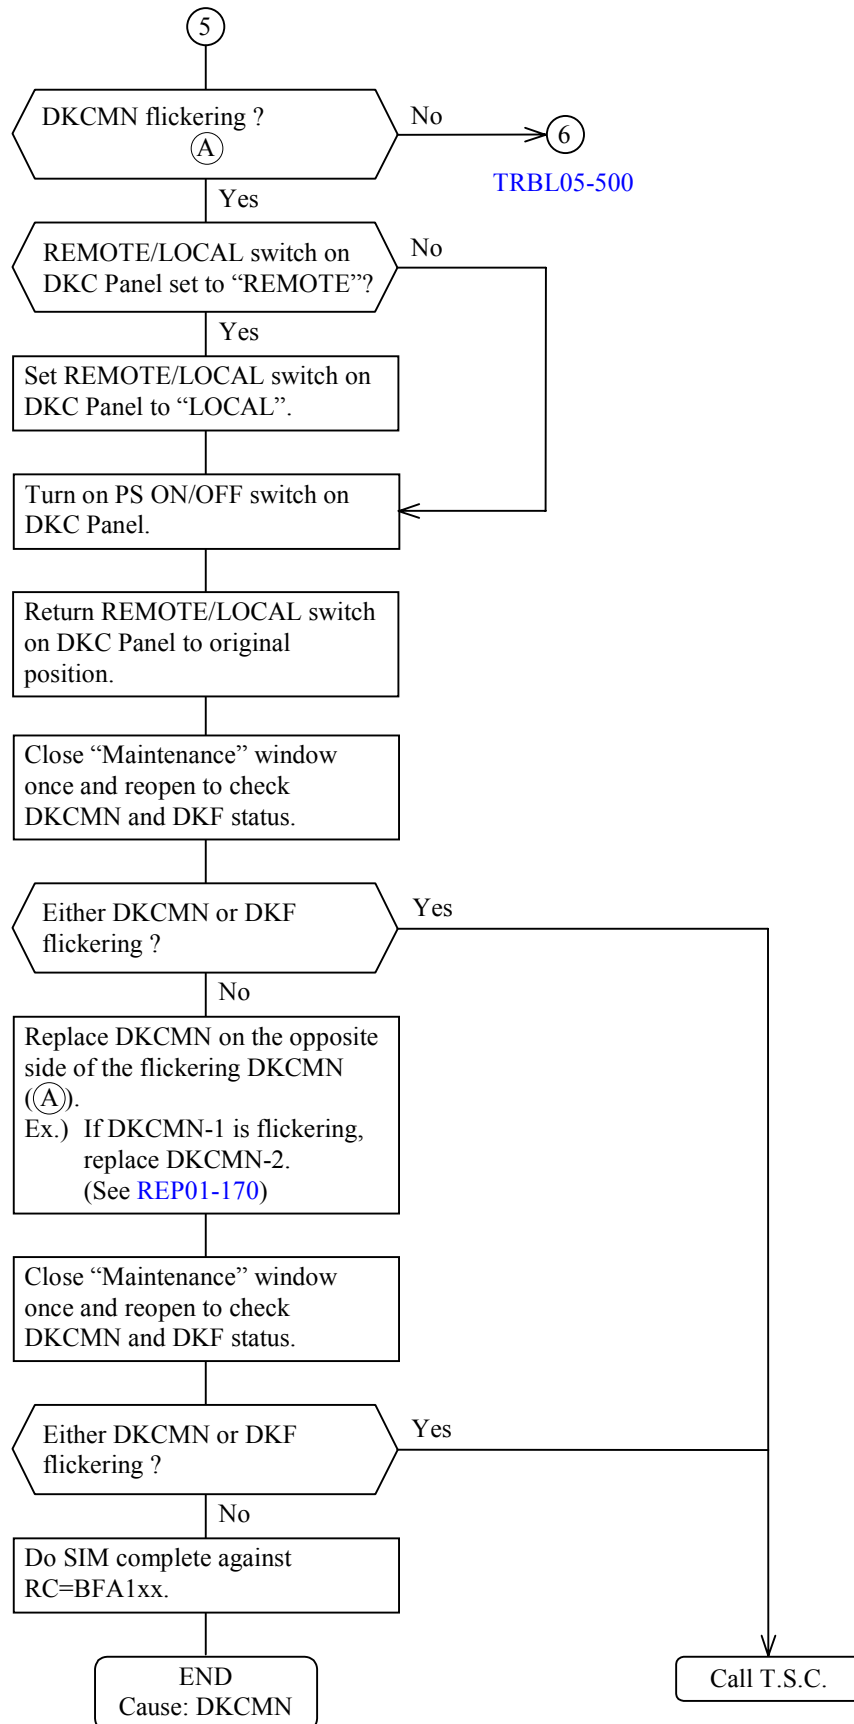 5
DKCMN flickering ?
A
No
6
TRBL05-500
Yes
REMOTE/LOCAL switch on
DKC Panel set to “REMOTE”?
No
Yes
Set REMOTE/LOCAL switch on
DKC Panel to “LOCAL”.
Turn on PS ON/OFF switch on
DKC Panel.
Return REMOTE/LOCAL switch
on DKC Panel to original
position.
Close “Maintenance” window
once and reopen to check
DKCMN and DKF status.
Either DKCMN or DKF
flickering ?
Yes
No
Replace DKCMN on the opposite
side of the flickering DKCMN
(A).
Ex.) If DKCMN-1 is flickering,
replace DKCMN-2.
(See REP01-170)
Close “Maintenance” window
once and reopen to check
DKCMN and DKF status.
Either DKCMN or DKF
flickering ?
Yes
No
Do SIM complete against
RC=BFA1xx.
END
Cause: DKCMN
Call T.S.C.